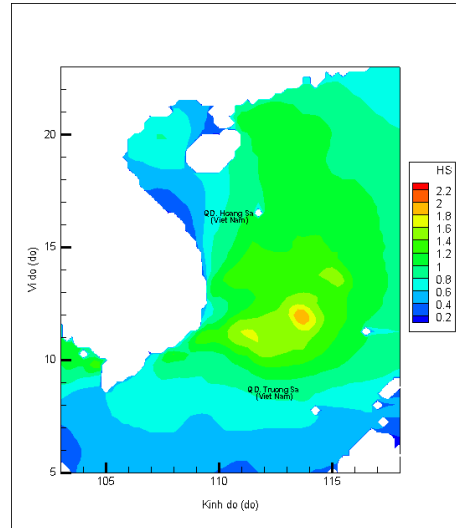 HS
2.2
2
1.8
1.6
1.4
1.2
1
0.8
0.6
0.4
0.2
20
15
10
5
Vi do (do)
QD. Hoang Sa
(Viet Nam)
QD. Truong Sa
(Viet Nam)
105
110
115
Kinh do (do)